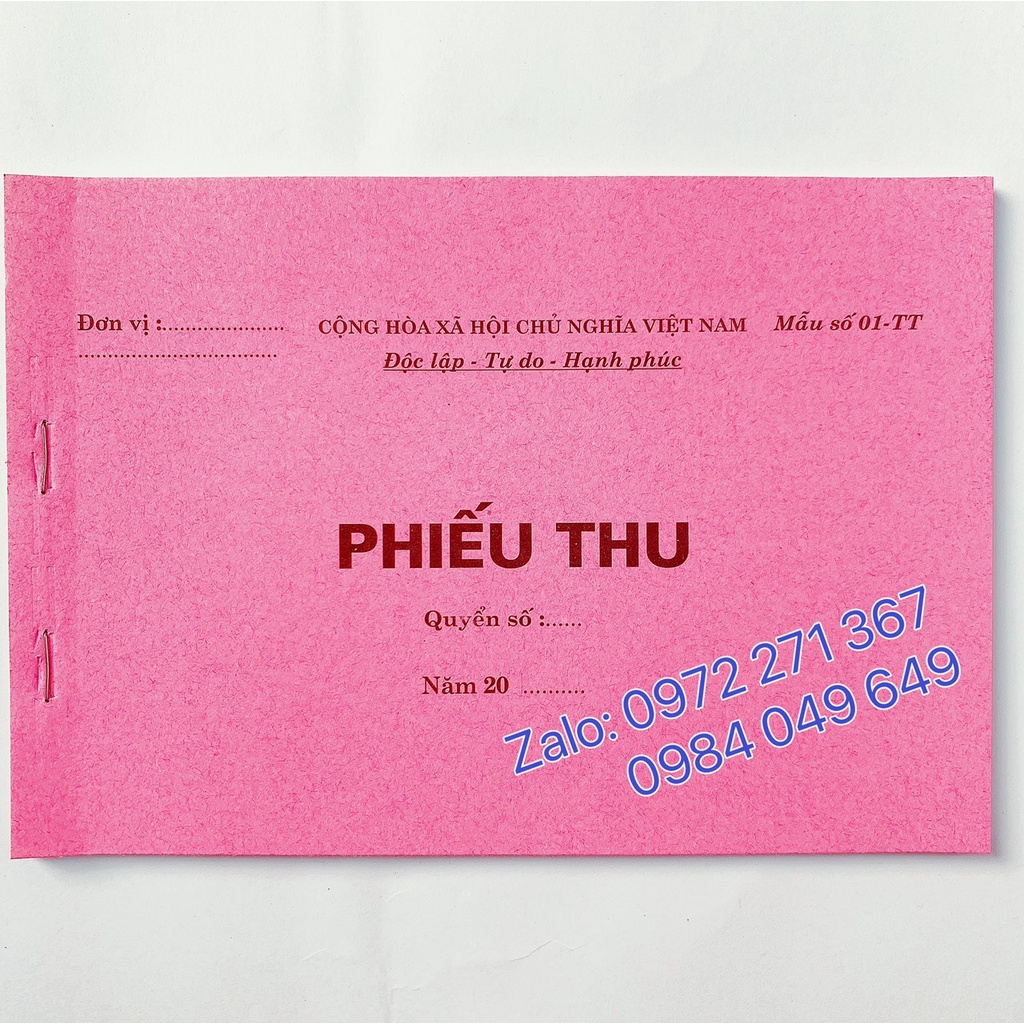 Đơn vị :..................... CỘNG HÒA XÃ HỘI CHỦ NGHĨA VIỆT NAM Mẫu số 01-TT
.................................. Độc lập - Tự do - Hạnh phúc
PHIẾU THU
Quyển số :......
Năm 20 ..........
Zalo: 0972 271 367
0984 049 649